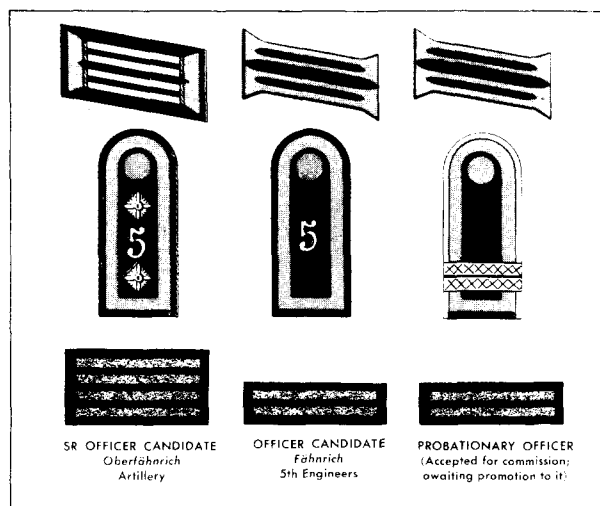 5
5
SR OFFICER CANDIDATE
Oberfähnrich
Artillery
OFFICER CANDIDATE
Fähnrich
5th Engineers
PROBATIONARY OFFICER
(Accepted for commission;
awaiting promotion to it)